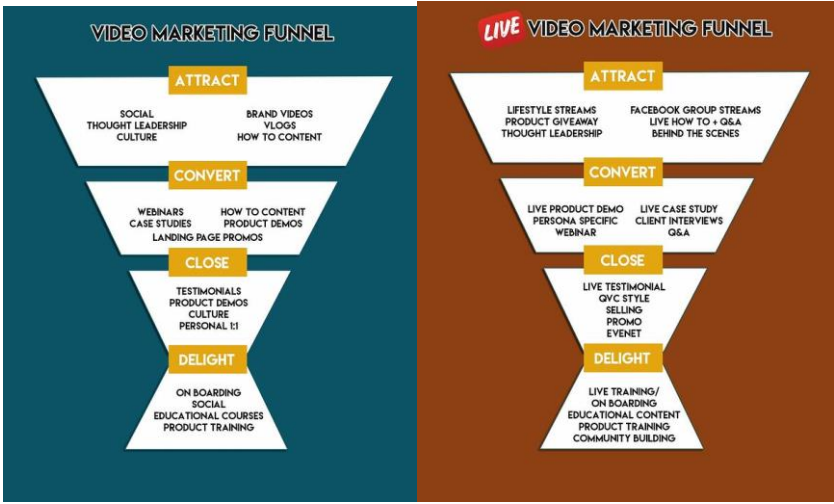 VIDEO MARKETING FUNNEL
ATTRACT
SOCIAL
THOUGHT LEADERSHIP
CULTURE
BRAND VIDEOS
VLOGS
HOW TO CONTENT
CONVERT
WEBINARS
CASE STUDIES
HOW TO CONTENT
PRODUCT DEMOS
LANDING PAGE PROMOS
CLOSE
TESTIMONIALS
PRODUCT DEMOS
CULTURE
PERSONAL 1:1
DELIGHT
ON BOARDING
SOCIAL
EDUCATIONAL COURSES
PRODUCT TRAINING
LIVE VIDEO MARKETING FUNNEL
ATTRACT
LIFESTYLE STREAMS
PRODUCT GIVEAWAY
THOUGHT LEADERSHIP
FACEBOOK GROUP STREAMS
LIVE HOW TO + Q&A
BEHIND THE SCENES
CONVERT
LIVE PRODUCT DEMO
PERSONA SPECIFIC
WEBINAR
LIVE CASE STUDY
CLIENT INTERVIEWS
Q&A
CLOSE
LIVE TESTIMONIAL
QVC STYLE
SELLING
PROMO
EVENET
DELIGHT
LIVE TRAINING/
ON BOARDING
EDUCATIONAL CONTENT
PRODUCT TRAINING
COMMUNITY BUILDING